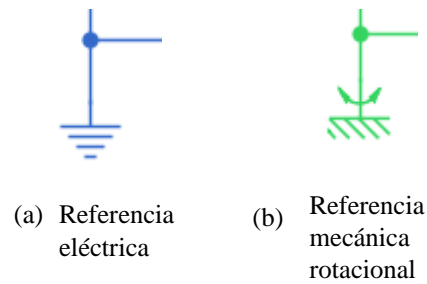 (a) Referencia
eléctrica
(b) Referencia
mecánica
rotacional